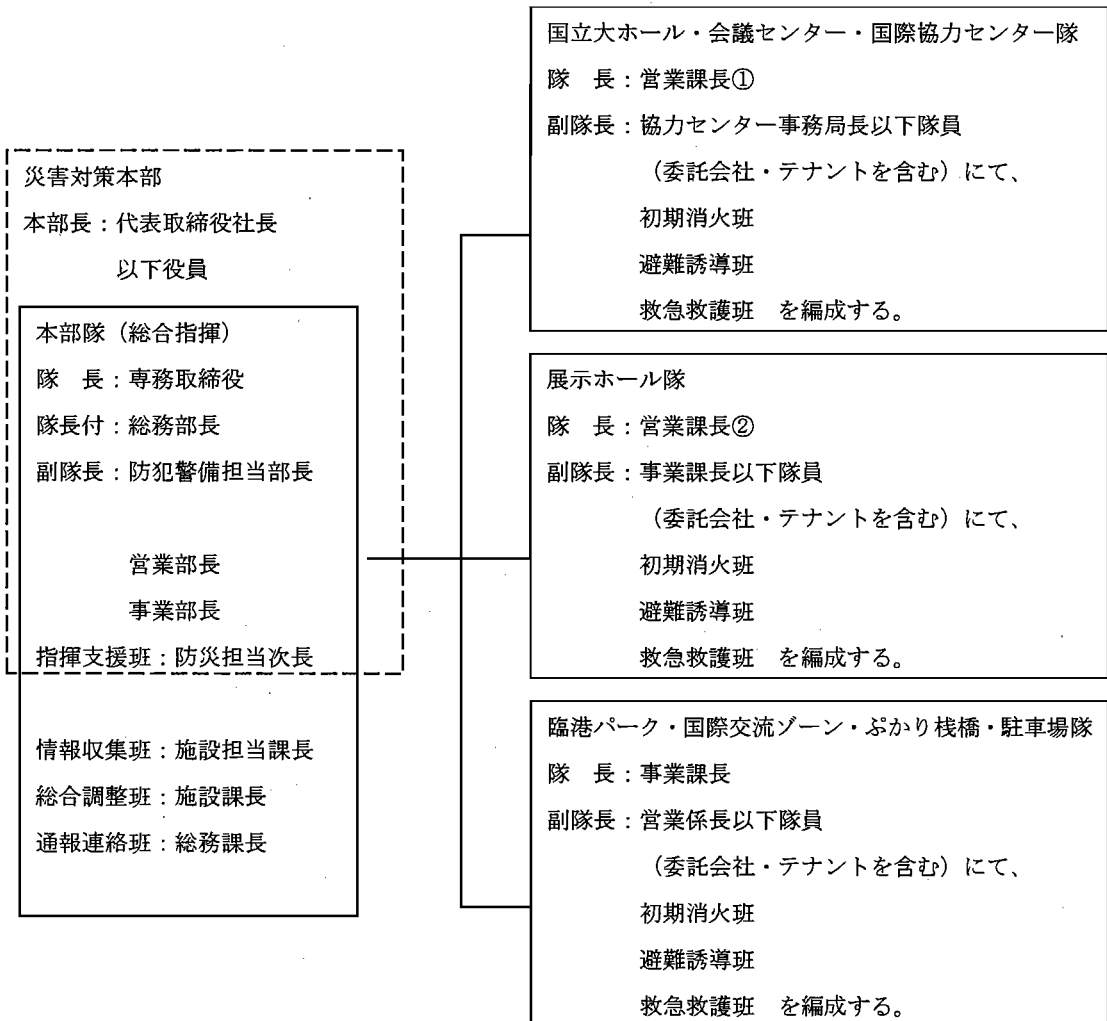 災害対策本部
本部長：代表取締役社長
以下役員
本部隊（総合指揮）
隊　長：専務取締役
隊長付：総務部長
副隊長：防犯警備担当部長
営業部長
事業部長
指揮支援班：防災担当次長
情報収集班：施設担当課長
総合調整班：施設課長
通報連絡班：総務課長
国立大ホール・会議センター・国際協力センター隊
隊　長：営業課長①
副隊長：協力センター事務局長以下隊員
（委託会社・テナントを含む）にて、
初期消火班
避難誘導班
救急救護班　を編成する。
展示ホール隊
隊　長：営業課長②
副隊長：事業課長以下隊員
（委託会社・テナントを含む）にて、
初期消火班
避難誘導班
救急救護班　を編成する。
臨港パーク・国際交流ゾーン・ぷかり桟橋・駐車場隊
隊　長：事業課長
副隊長：営業係長以下隊員
（委託会社・テナントを含む）にて、
初期消火班
避難誘導班
救急救護班　を編成する。